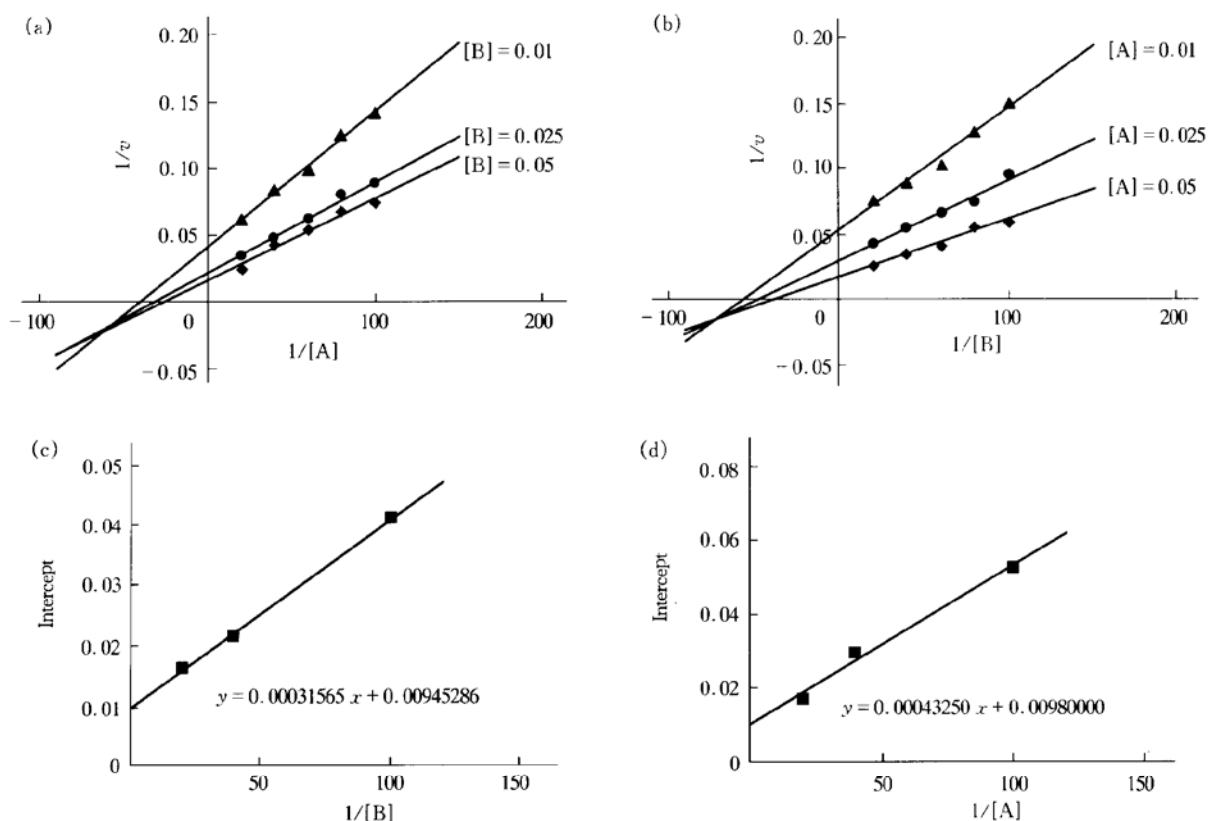 (a)
0.20
0.15
0.10
0.05
-0.05
-100
0
100
200
1/v
1/[A]
[B]=0.01
[B]=0.025
[B]=0.05
(b)
0.20
0.15
0.10
0.05
-0.05
-100
0
100
200
1/v
1/[B]
[A]=0.01
[A]=0.025
[A]=0.05
(c)
0.05
0.04
0.03
0.02
0.01
0
50
100
150
Intercept
1/[B]
y=0.00031565 x+0.00945286
(d)
0.08
0.06
0.04
0.02
0
50
100
150
Intercept
1/[A]
y=0.00043250 x+0.00980000